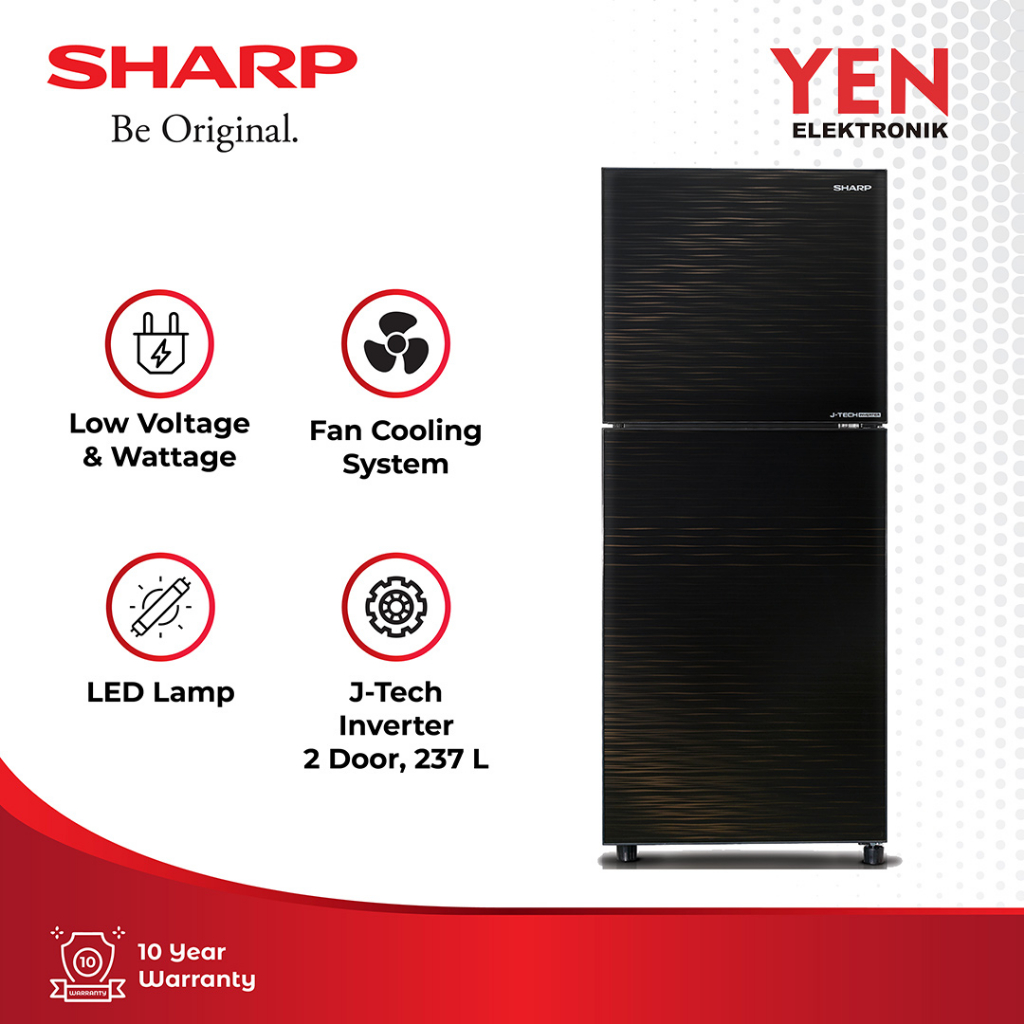 SHARP
Be Original.
YEN
ELEKTRONIK
SHARP
J-TECH INVERTER
Low Voltage
& Wattage
Fan Cooling
System
LED Lamp
J-Tech
Inverter
2 Door, 237 L
10
WARRANTY
10 Year
Warranty